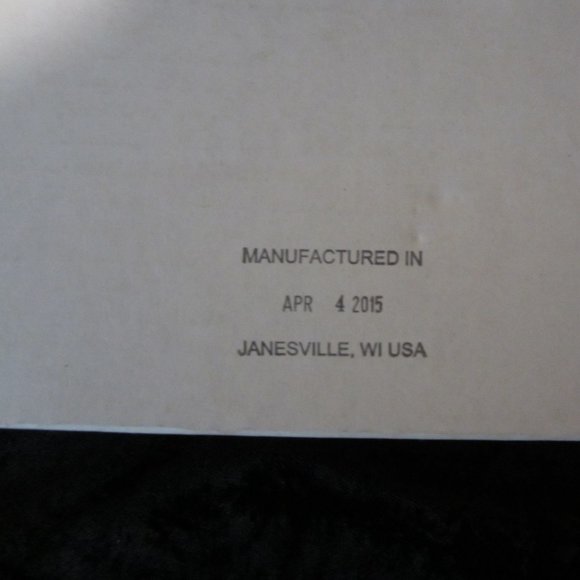 MANUFACTURED IN
APR 4 2015
JANESVILLE, WI USA